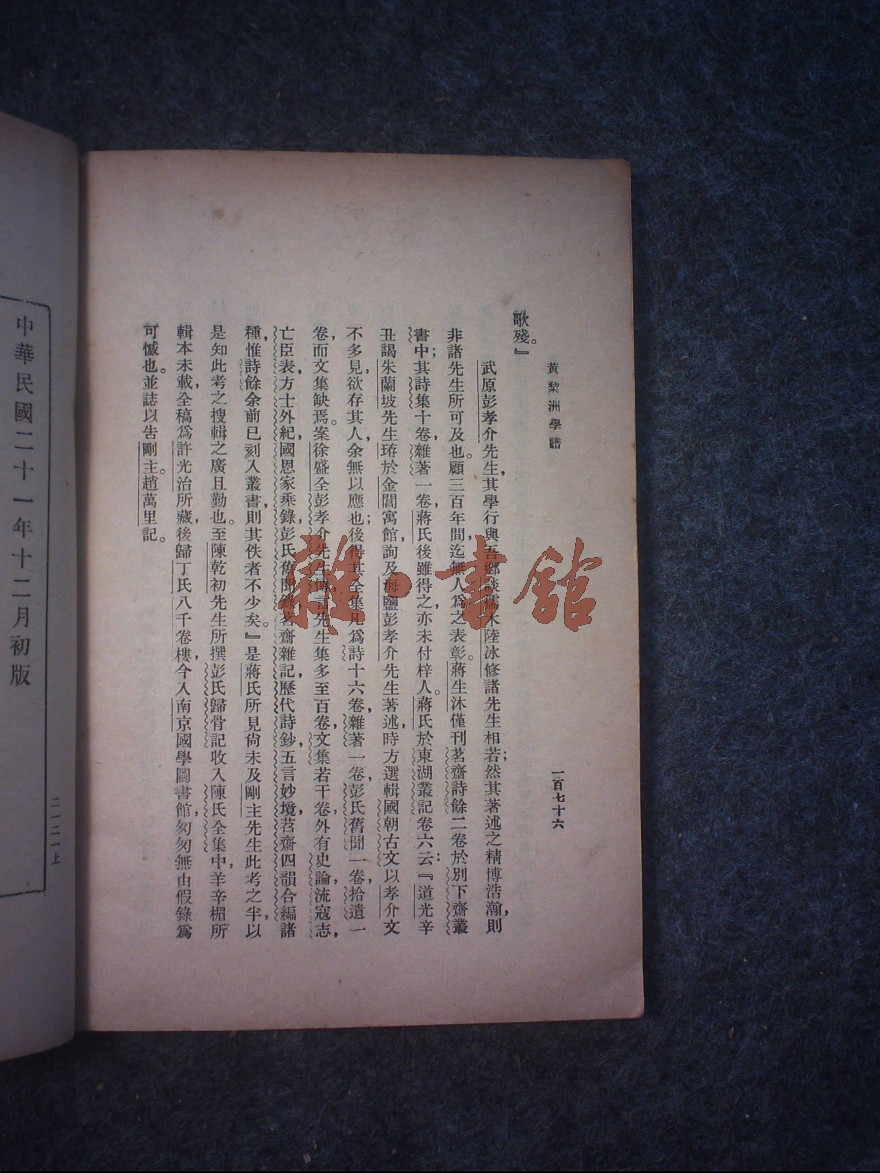 黃梨洲學譜
一百七十六
歌殘。』
武原彭孝介先生，其學行與吾鄉談孺木陸冰修諸先生相若；然其著述之精博浩瀚，則
非諸先生所可及也。顧三百年間，迄無人爲之表彰。蔣生沐僅刊茗齋詩餘二卷於別下齋叢
書中；其詩集十卷，雜著一卷，蔣氏後雖得之，亦未付梓人。蔣氏於東湖叢記卷六云：『道光辛
丑，謁朱蘭坡先生珔於金閶寓館，詢及海鹽彭孝介先生著述，時方選輯國朝古文，以孝介文
不多見，欲存其人，余無以應也；後得其全集，凡爲詩十六卷，雜著一卷，彭氏舊聞一卷，拾遺一
卷，而文集缺焉。案徐盛全彭孝介先生傳言先生集多至百卷，文集若干卷，外有史論，流寇志，
亡臣表，方士外紀，國恩家乘錄，彭氏舊聞錄，茗齋雜記，歷代詩鈔，五言妙境，茗齋四韻合編諸
種，惟詩餘余前已刻入叢書，則其佚者不少矣。』是蔣氏所見尙未及剛主先生此考之半，以
是知此考之搜輯之廣且勤也。至陳乾初先生所撰彭氏歸骨記收入陳氏全集中，羊辛楣所
輯本未載，全稿爲許光治所藏，後歸丁氏八千卷樓，今入南京國學圖書館，匆匆無由假錄爲
可憾也。並誌以吿剛主。趙萬里記。
中華民國二十一年十二月初版
二一二一上
雜·書館